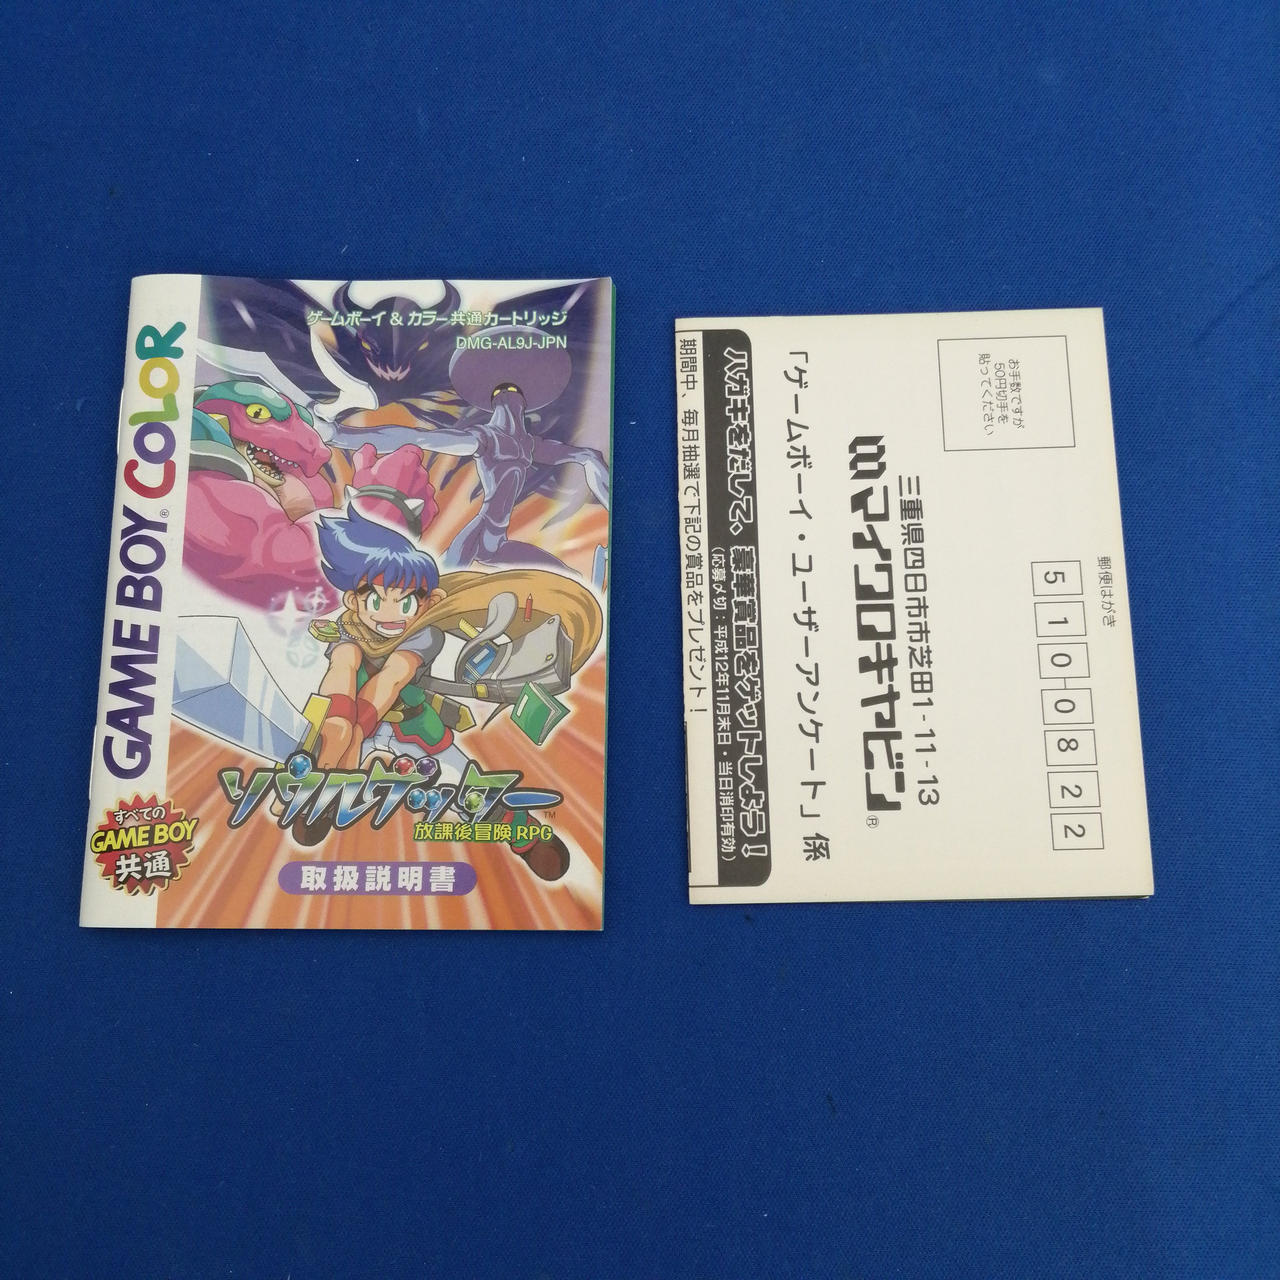 ゲームボーイ & カラー共通カートリッジ
DMG-AL9J-JPN
GAME BOY® COLOR
ソウルゲッター™
放課後冒険RPG
取扱説明書
すべての
GAME BOY
共通
郵便はがき
5100822
お手数ですが
50円切手を
貼ってください
三重県四日市市芝田1-11-13
マイクロキャビン®
「ゲームボーイ・ユーザーアンケート」係
ハガキをだして、豪華賞品をゲットしよう!
(応募〆切:平成12年11月末日・当日消印有効)
期間中、毎月抽選で下記の賞品をプレゼント!